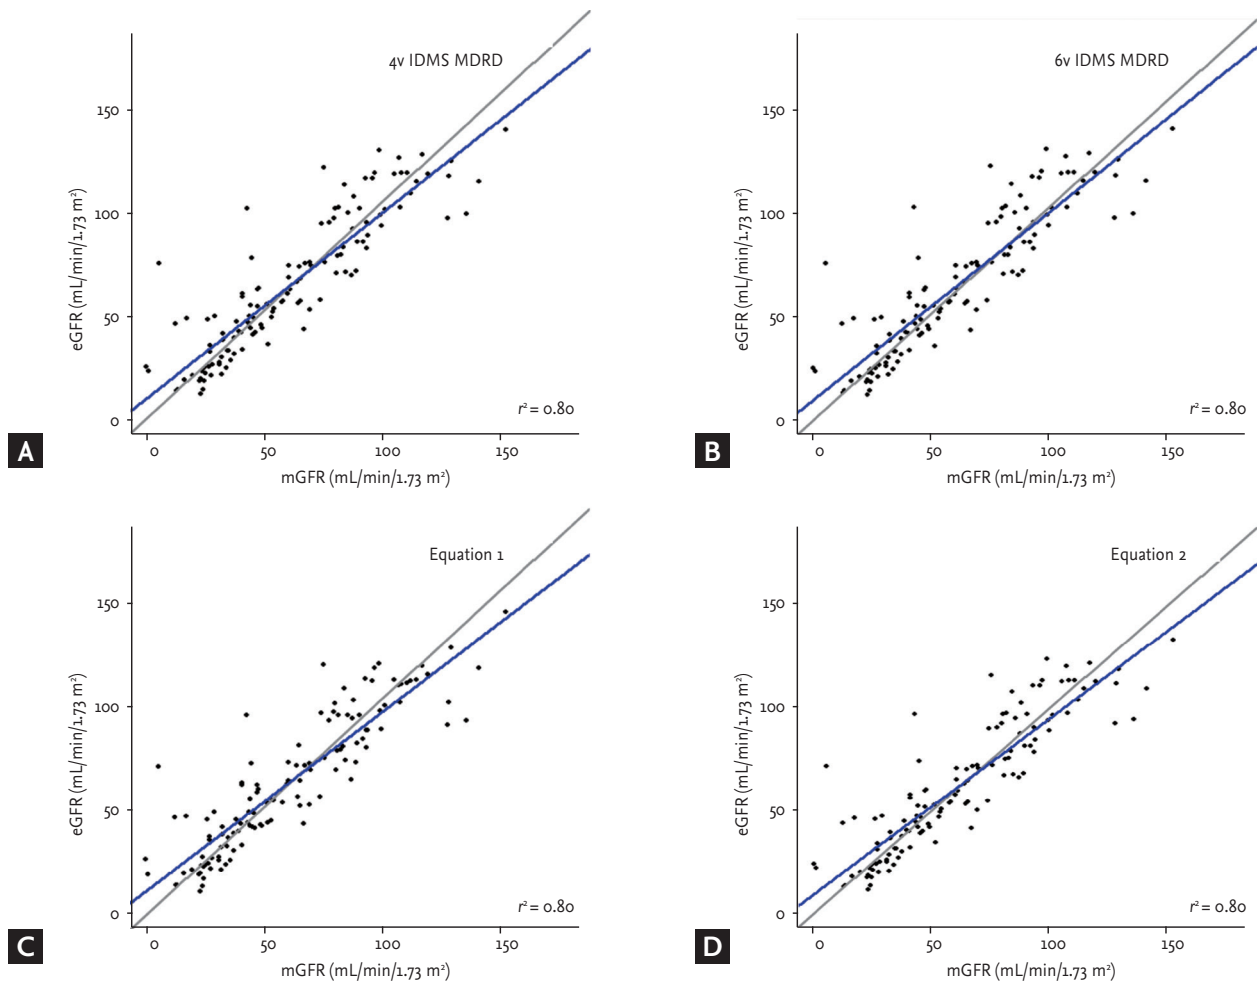 4v IDMS MDRD
150
100
50
0
eGFR (mL/min/1.73 m²)
r² = 0.80
0
50
100
150
mGFR (mL/min/1.73 m²)
A
6v IDMS MDRD
150
100
50
0
eGFR (mL/min/1.73 m²)
r² = 0.80
0
50
100
150
mGFR (mL/min/1.73 m²)
B
Equation 1
150
100
50
0
eGFR (mL/min/1.73 m²)
r² = 0.80
0
50
100
150
mGFR (mL/min/1.73 m²)
C
Equation 2
150
100
50
0
eGFR (mL/min/1.73 m²)
r² = 0.80
0
50
100
150
mGFR (mL/min/1.73 m²)
D